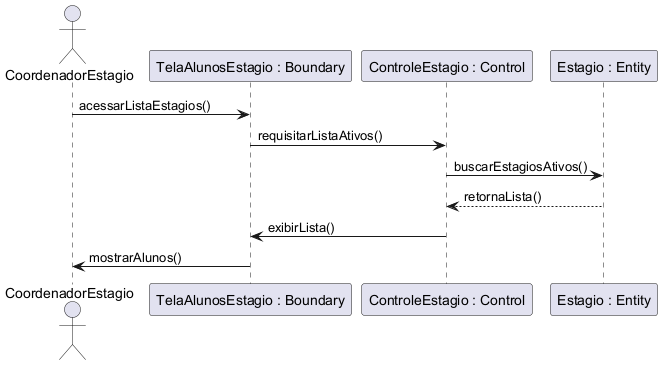 CoordenadorEstagio
TelaAlunosEstagio : Boundary
ControleEstagio : Control
Estagio : Entity
acessarListaEstagios()
requisitarListaAtivos()
buscarEstagiosAtivos()
retornaLista()
exibirLista()
mostrarAlunos()
CoordenadorEstagio
TelaAlunosEstagio : Boundary
ControleEstagio : Control
Estagio : Entity